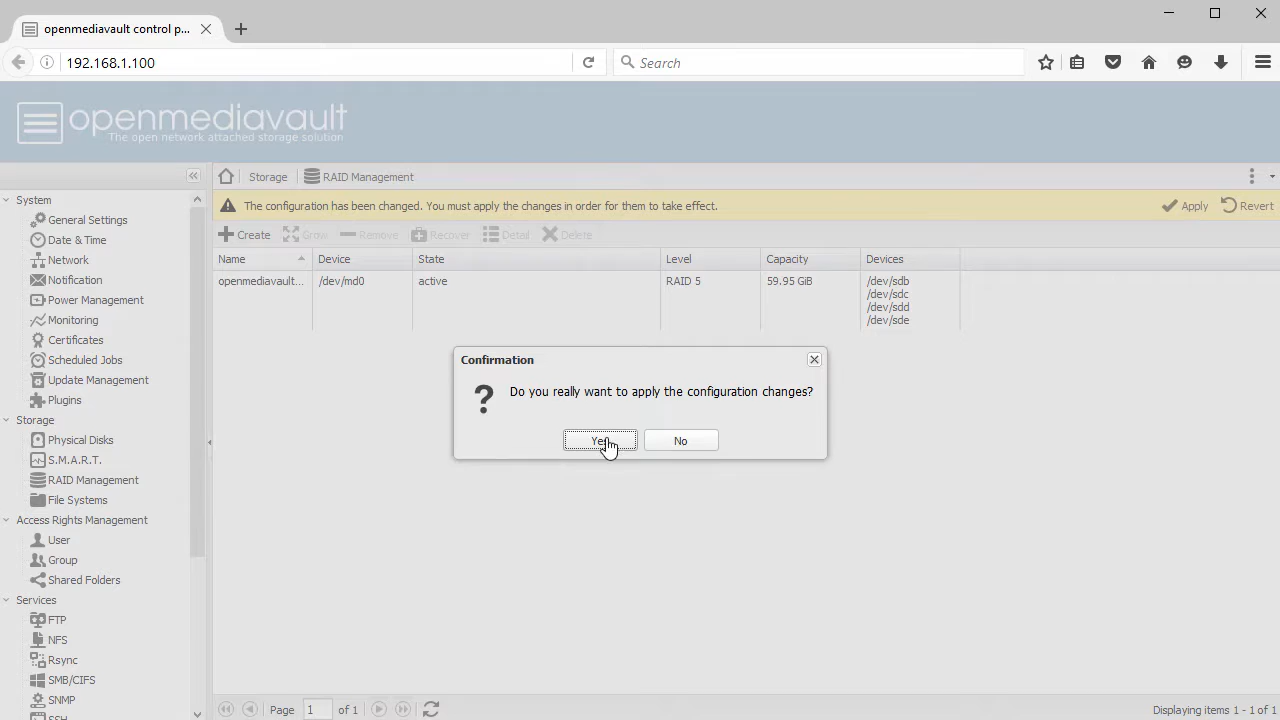 openmediavault control p...
192.168.1.100
Search
openmediavault
The open network attached storage solution
Storage
RAID Management
The configuration has been changed. You must apply the changes in order for them to take effect.
Apply
Revert
Create
Grow
Remove
Recover
Detail
Delete
Name
Device
State
Level
Capacity
Devices
openmediavault...
/dev/md0
active
RAID 5
59.95 GiB
/dev/sdb
/dev/sdc
/dev/sdd
/dev/sde
System
General Settings
Date & Time
Network
Notification
Power Management
Monitoring
Certificates
Scheduled Jobs
Update Management
Plugins
Storage
Physical Disks
S.M.A.R.T.
RAID Management
File Systems
Access Rights Management
User
Group
Shared Folders
Services
FTP
NFS
Rsync
SMB/CIFS
SNMP
SSH
Confirmation
Do you really want to apply the configuration changes?
Yes
No
Page 1 of 1
Displaying items 1 - 1 of 1